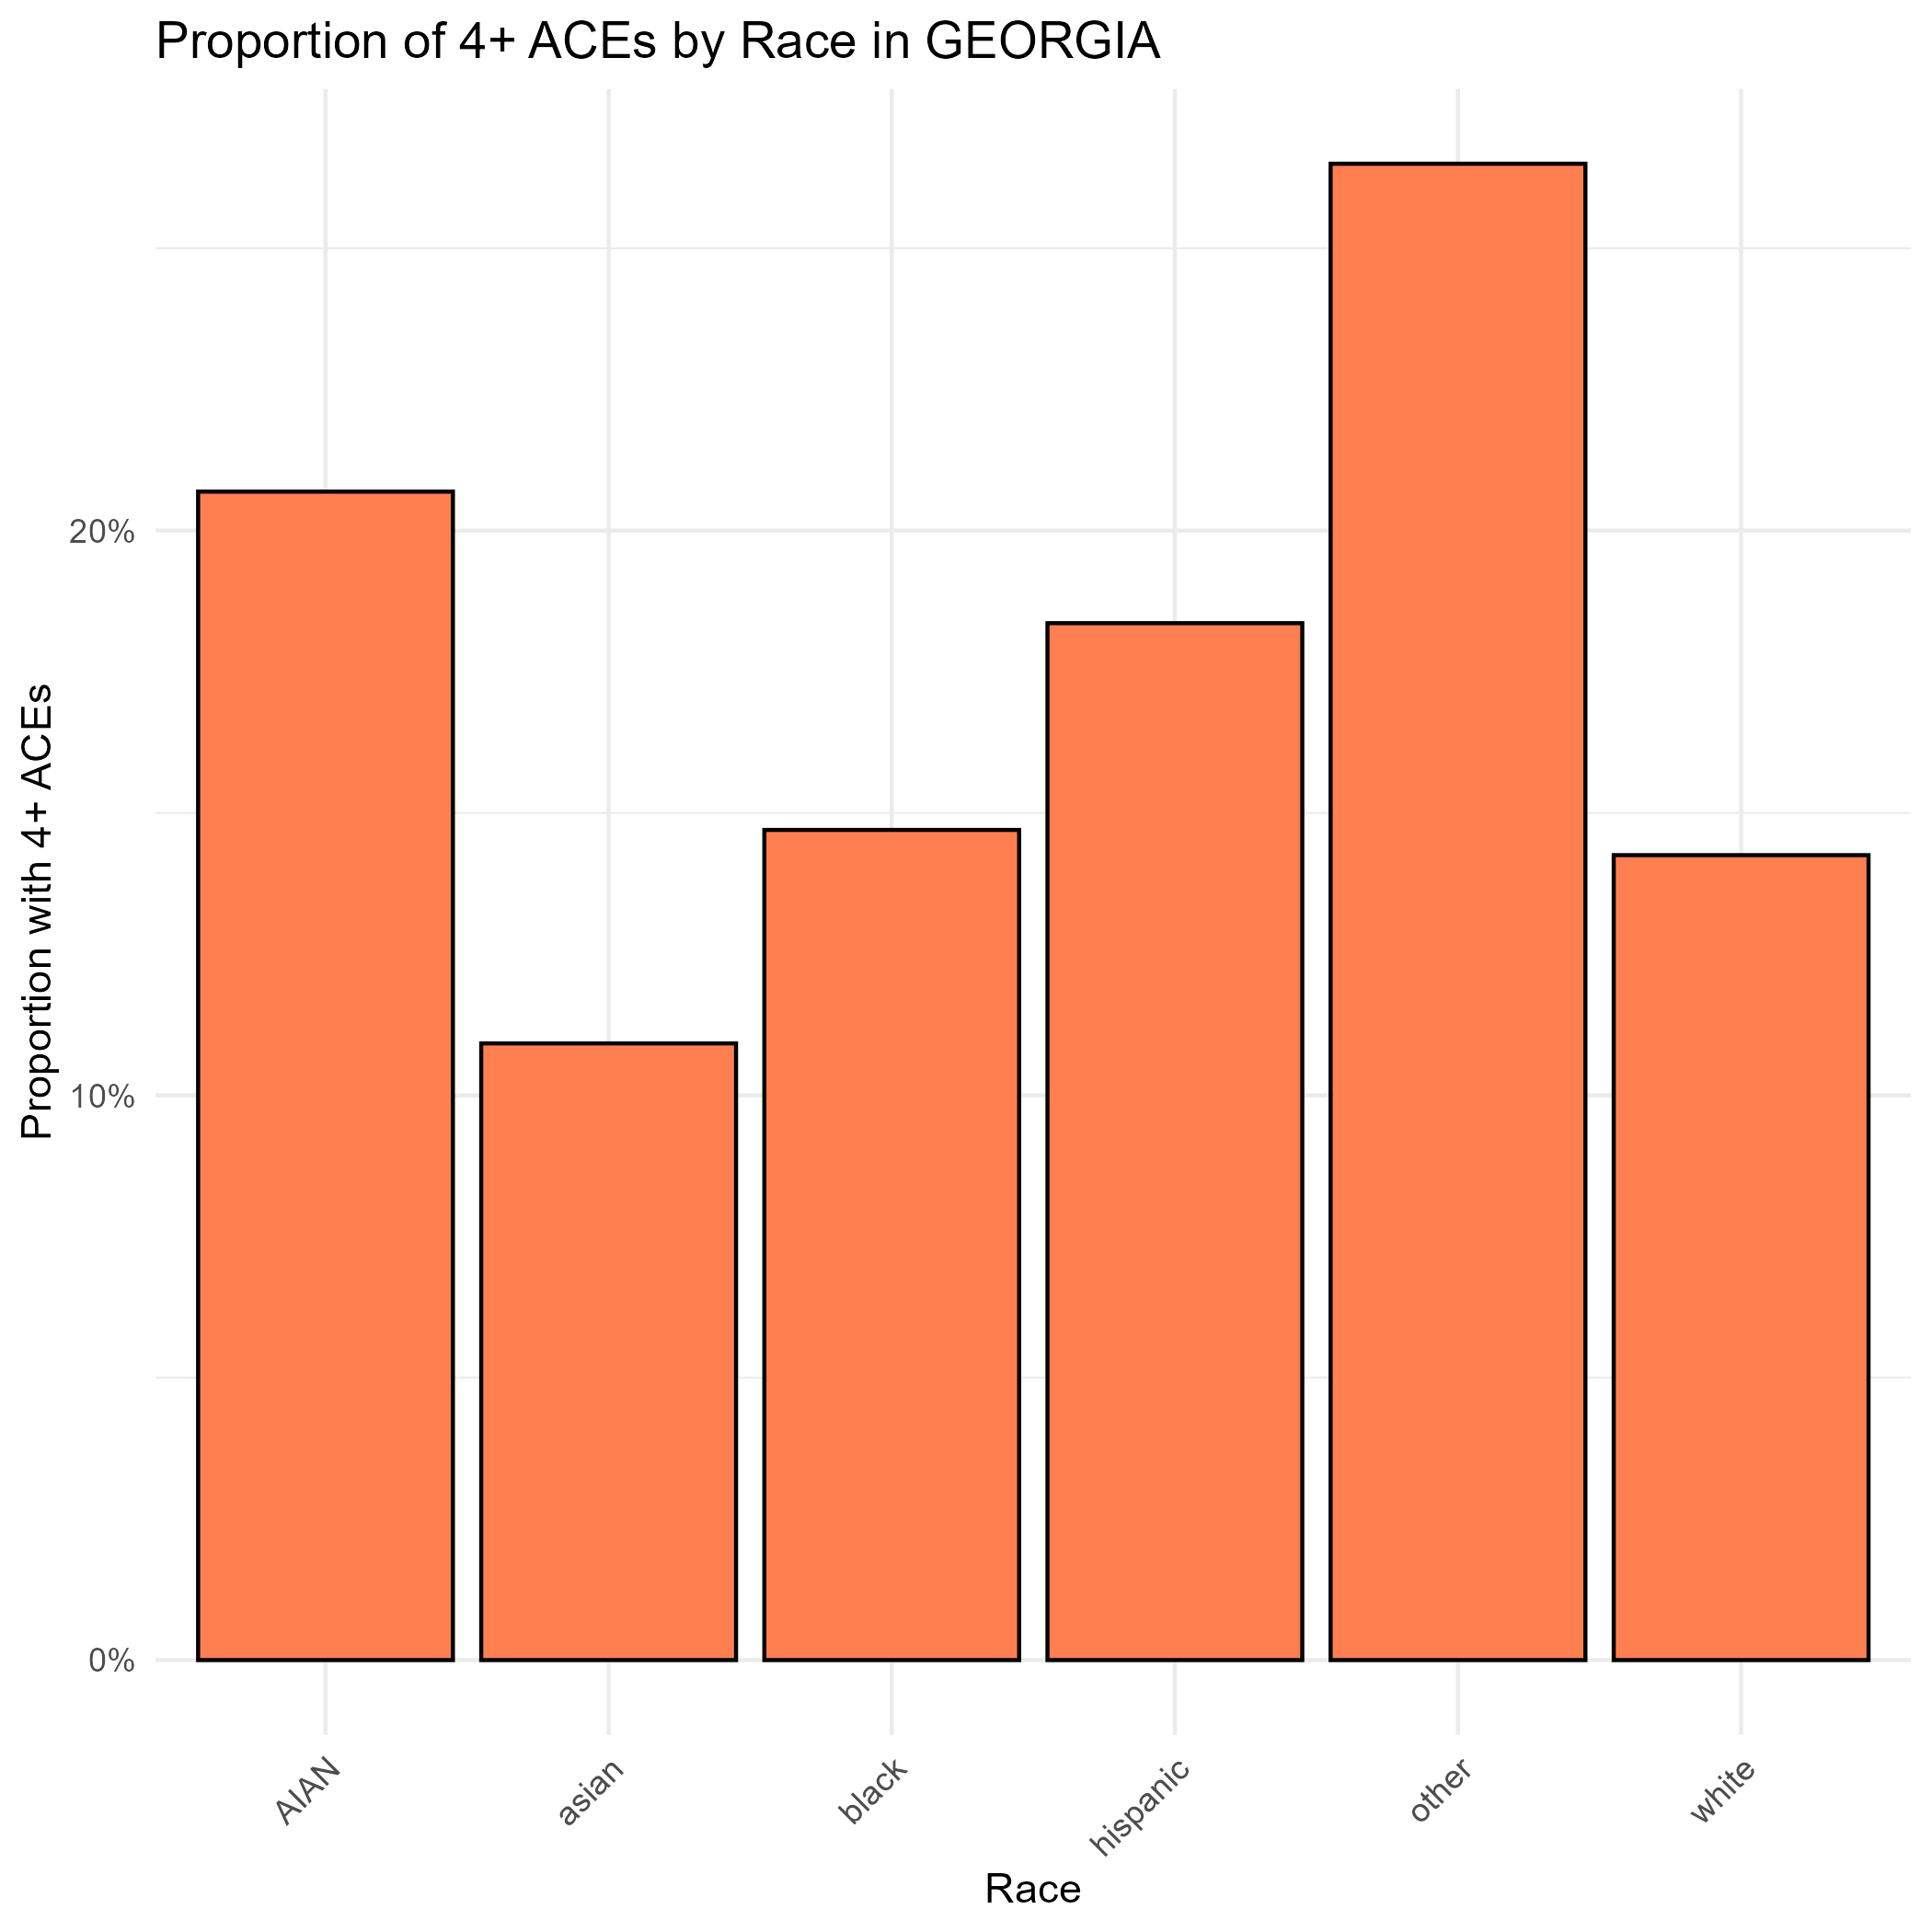 Proportion of 4+ ACEs by Race in GEORGIA
Proportion with 4+ ACEs
20%
10%
0%
AIAN
asian
black
hispanic
other
white
Race